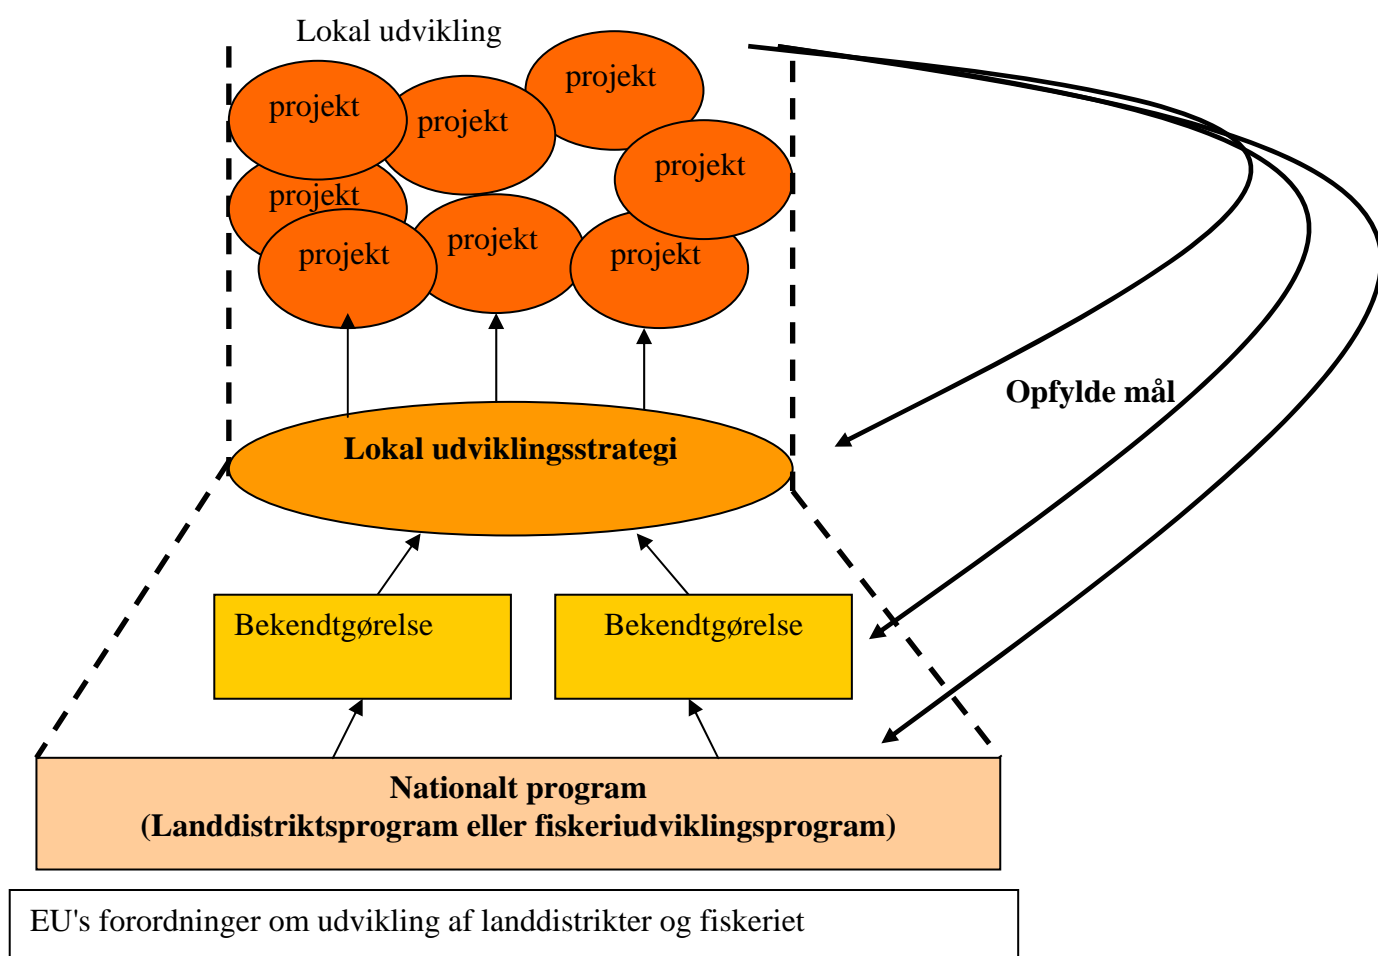 Lokal udvikling
projekt
projekt
projekt
projekt
projekt
projekt
projekt
projekt
Opfylde mål
Lokal udviklingsstrategi
Bekendtgørelse
Bekendtgørelse
Nationalt program
(Landdistriktsprogram eller fiskeriudviklingsprogram)
EU's forordninger om udvikling af landdistrikter og fiskeriet